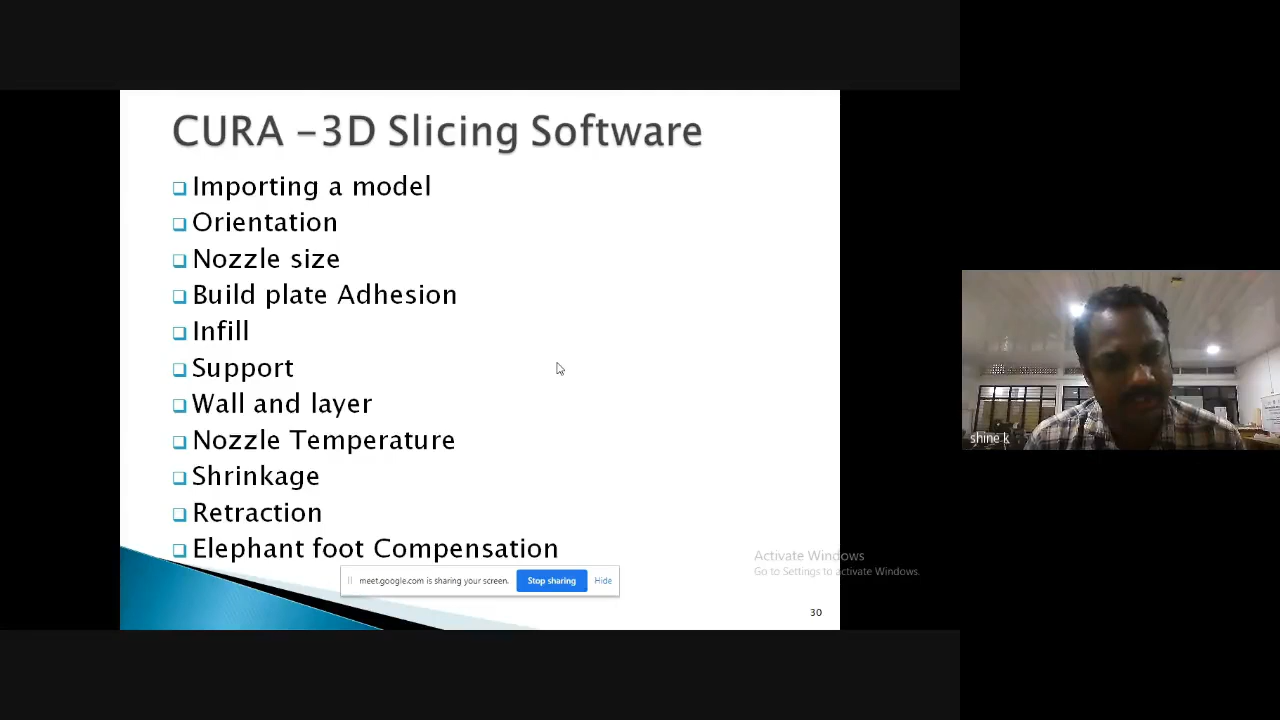 CURA -3D Slicing Software
Importing a model
Orientation
Nozzle size
Build plate Adhesion
Infill
Support
Wall and layer
Nozzle Temperature
Shrinkage
Retraction
Elephant foot Compensation
meet.google.com is sharing your screen.
Stop sharing
Hide
Activate Windows
Go to Settings to activate Windows.
30
shine k